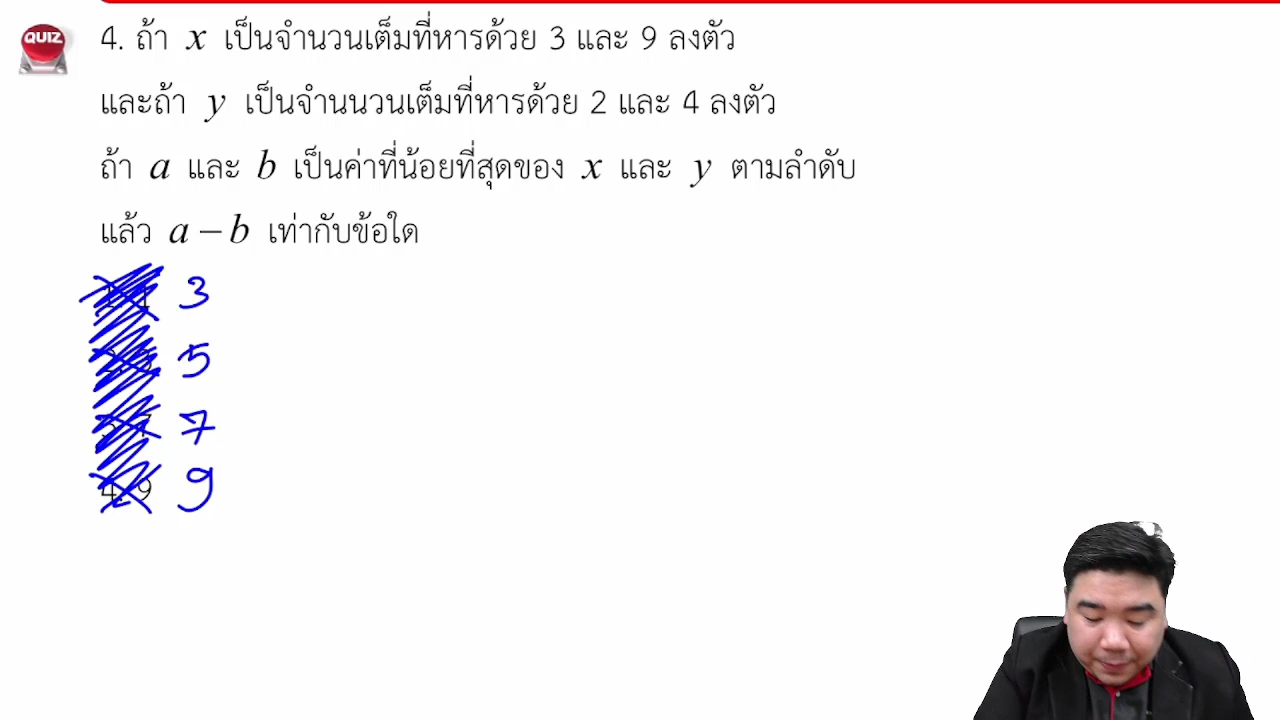 QUIZ
4. ถ้า x เป็นจำนวนเต็มที่หารด้วย 3 และ 9 ลงตัว
และถ้า y เป็นจำนนวนเต็มที่หารด้วย 2 และ 4 ลงตัว
ถ้า a และ b เป็นค่าที่น้อยที่สุดของ x และ y ตามลำดับ
แล้ว a − b เท่ากับข้อใด
3
5
7
4. 9 9